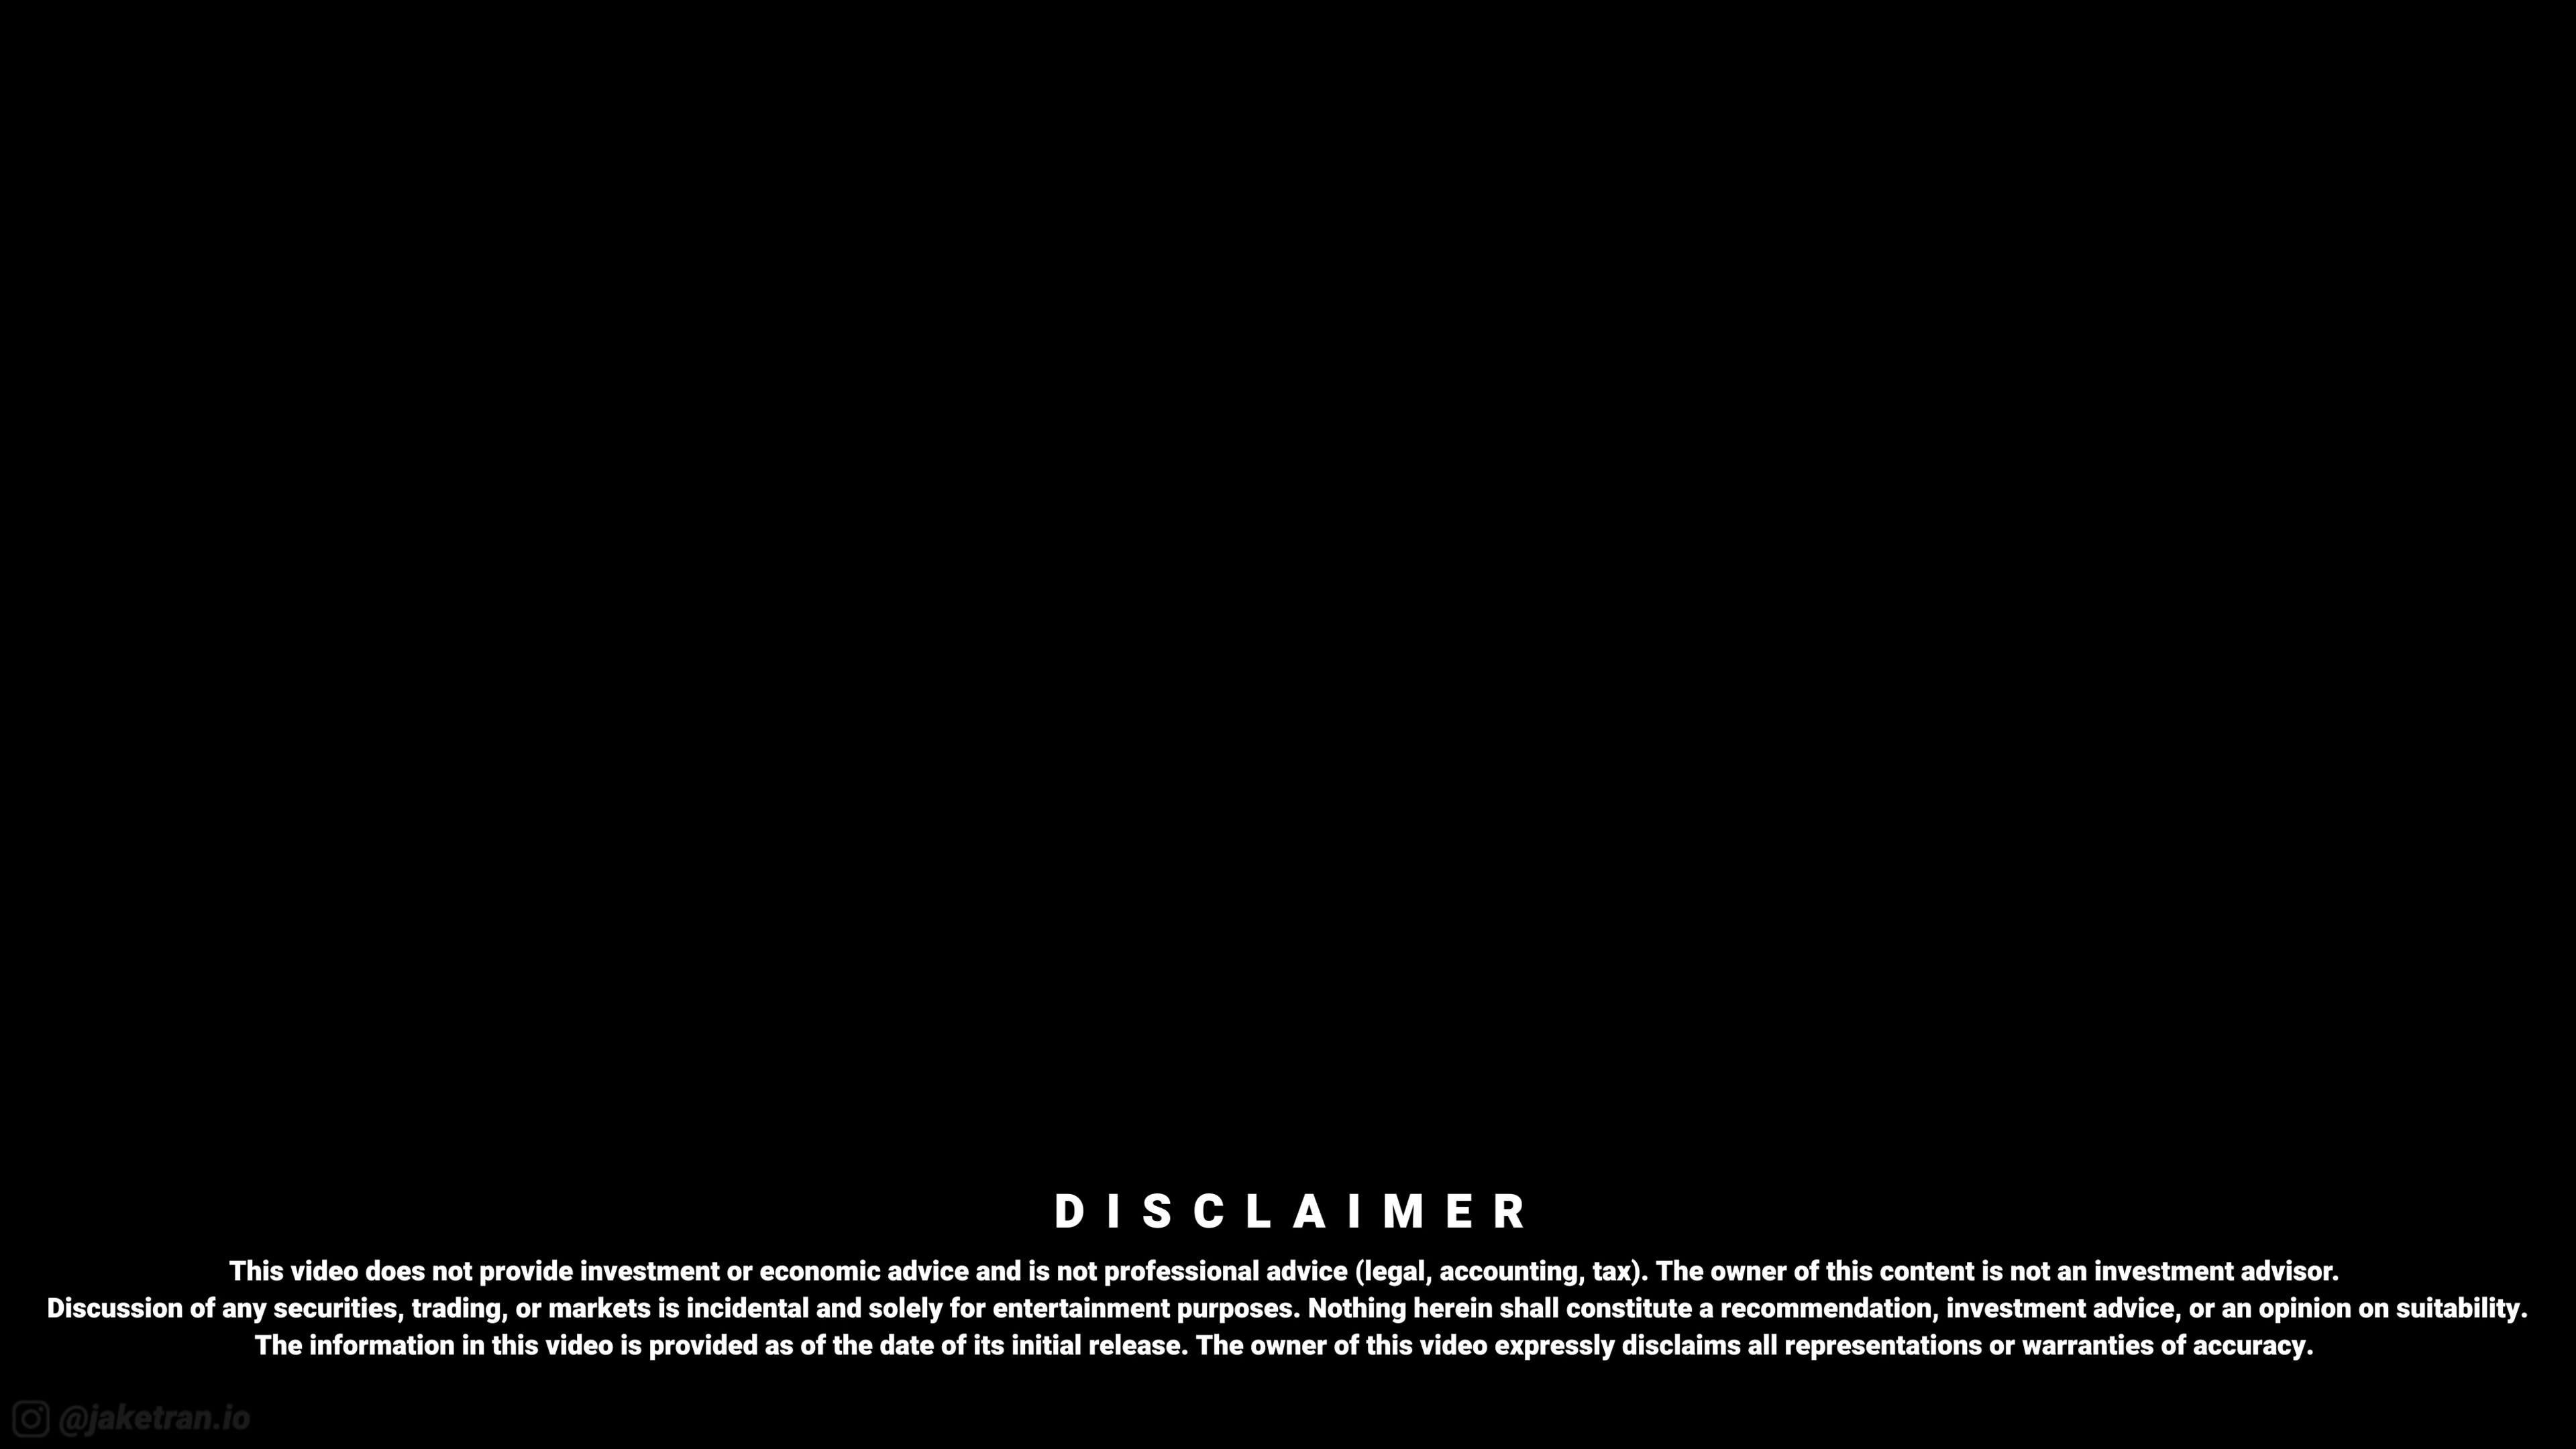 DISCLAIMER
This video does not provide investment or economic advice and is not professional advice (legal, accounting, tax). The owner of this content is not an investment advisor.
Discussion of any securities, trading, or markets is incidental and solely for entertainment purposes. Nothing herein shall constitute a recommendation, investment advice, or an opinion on suitability.
The information in this video is provided as of the date of its initial release. The owner of this video expressly disclaims all representations or warranties of accuracy.
@jaketran.io